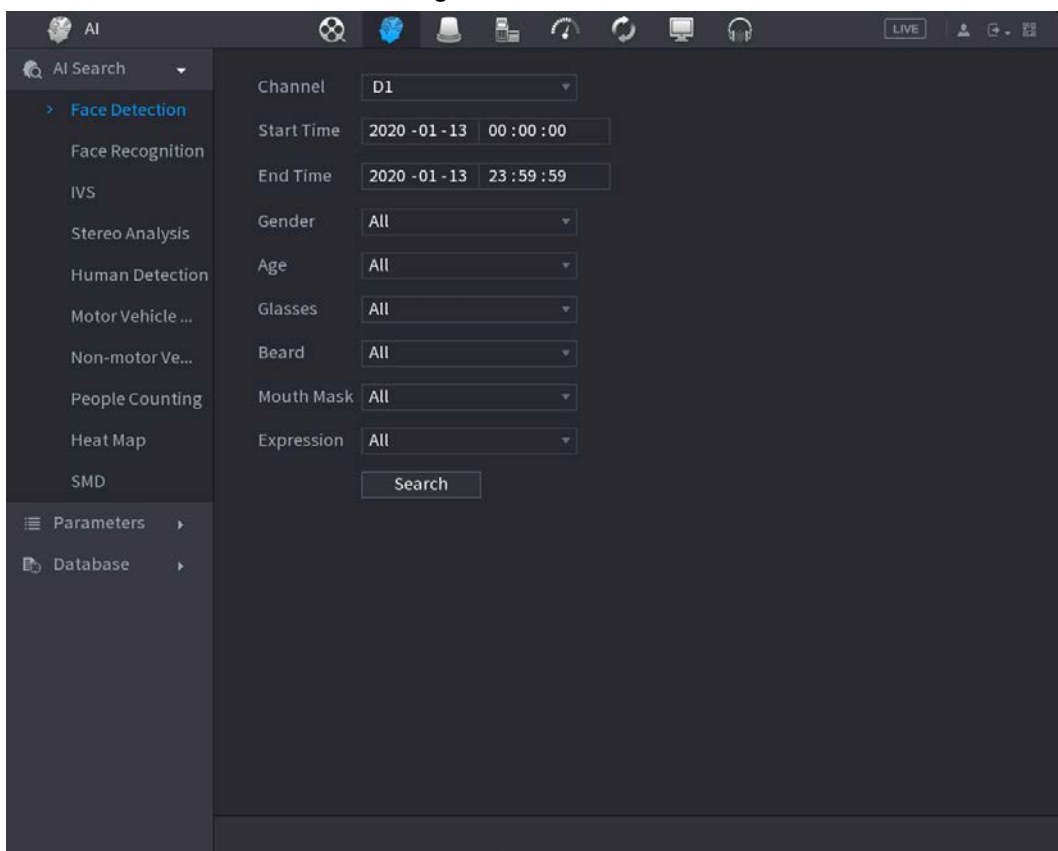 AI
LIVE
AI Search
Face Detection
Face Recognition
IVS
Stereo Analysis
Human Detection
Motor Vehicle ...
Non-motor Ve...
People Counting
Heat Map
SMD
Parameters
Database
Channel D1
Start Time 2020 -01 -13 00 :00 :00
End Time 2020 -01 -13 23 :59 :59
Gender All
Age All
Glasses All
Beard All
Mouth Mask All
Expression All
Search